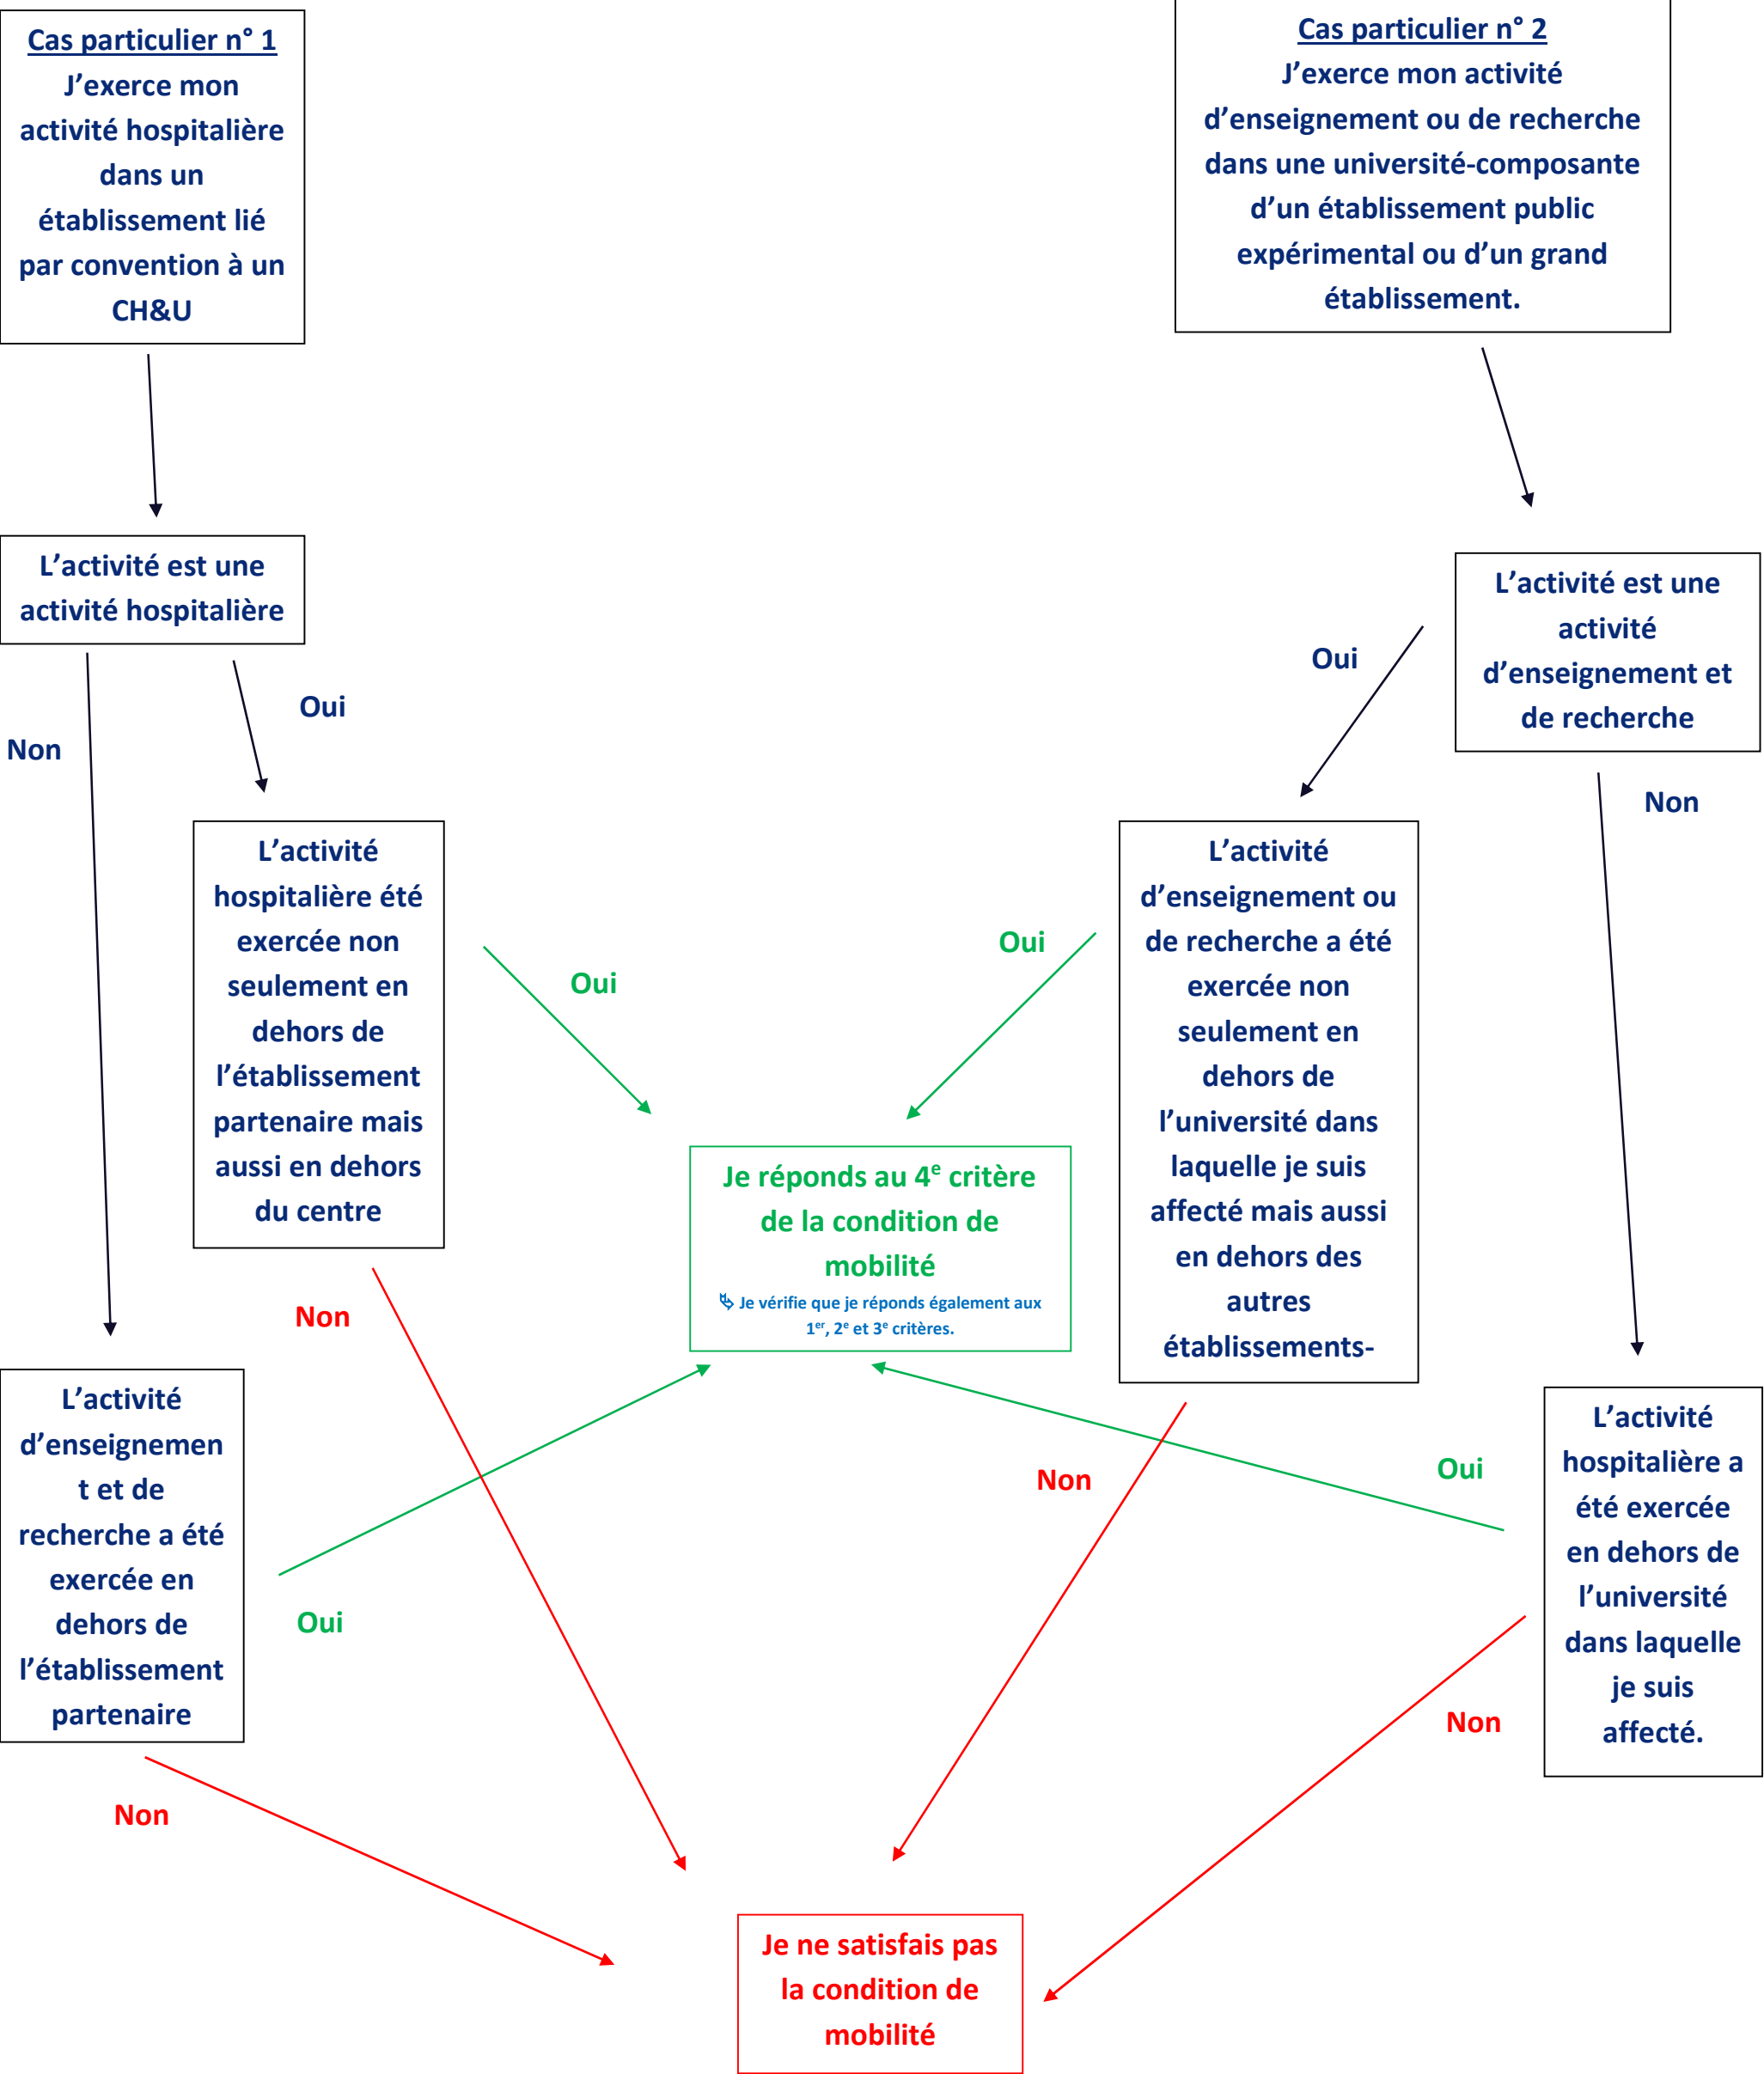 Cas particulier n° 1
J’exerce mon
activité hospitalière
dans un
établissement lié
par convention à un
CH&U
Cas particulier n° 2
J’exerce mon activité
d’enseignement ou de recherche
dans une université-composante
d’un établissement public
expérimental ou d’un grand
établissement.
L’activité est une
activité hospitalière
L’activité est une
activité
d’enseignement et
de recherche
Oui
Non
Oui
Non
L’activité
hospitalière été
exercée non
seulement en
dehors de
l’établissement
partenaire mais
aussi en dehors
du centre
Oui
Oui
L’activité
d’enseignement ou
de recherche a été
exercée non
seulement en
dehors de
l’université dans
laquelle je suis
affecté mais aussi
en dehors des
autres
établissements-
Je réponds au 4e critère
de la condition de
mobilité
↳ Je vérifie que je réponds également aux
1er, 2e et 3e critères.
Non
L’activité
d’enseignemen
t et de
recherche a été
exercée en
dehors de
l’établissement
partenaire
Oui
Non
Non
Oui
L’activité
hospitalière a
été exercée
en dehors de
l’université
dans laquelle
je suis
affecté.
Non
Je ne satisfais pas
la condition de
mobilité